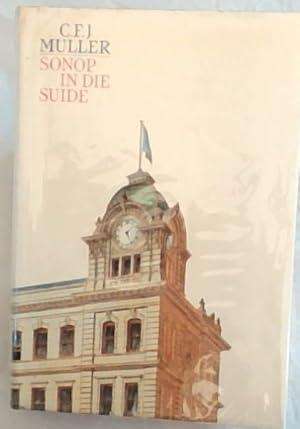 C.F.J
MULLER
SONOP
IN DIE
SUIDE